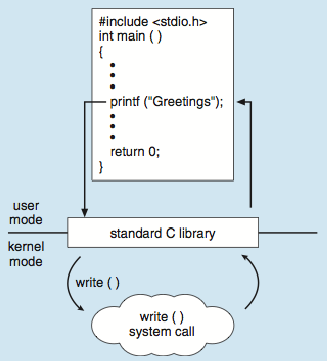 #include <stdio.h>
int main ( )
{
printf ("Greetings");
return 0;
}
user
mode
standard C library
kernel
mode
write ( )
write ( )
system call